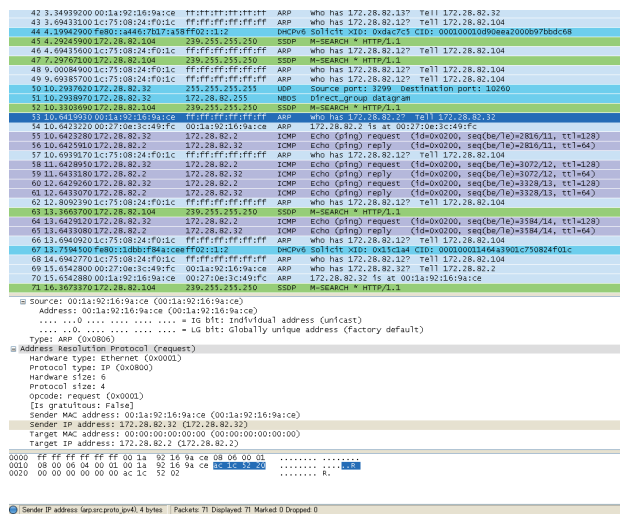 42 3.34939200 00:1a:92:16:9a:ce ff:ff:ff:ff:ff:ff ARP Who has 172.28.82.13? Tell 172.28.82.32
43 3.69433100 1c:75:08:24:f0:1c ff:ff:ff:ff:ff:ff ARP Who has 172.28.82.12? Tell 172.28.82.104
44 4.19942900 fe80::a446:7b17:a58 ff02::1:2 DHCPv6 Solicit XID: 0xdac7c5 CID: 000100010d90eea2000b97bbdc68
45 4.29245900 172.28.82.104 239.255.255.250 SSDP M-SEARCH * HTTP/1.1
46 4.69435600 1c:75:08:24:f0:1c ff:ff:ff:ff:ff:ff ARP Who has 172.28.82.12? Tell 172.28.82.104
47 7.29767100 172.28.82.104 239.255.255.250 SSDP M-SEARCH * HTTP/1.1
48 9.00084900 1c:75:08:24:f0:1c ff:ff:ff:ff:ff:ff ARP Who has 172.28.82.12? Tell 172.28.82.104
49 9.69385700 1c:75:08:24:f0:1c ff:ff:ff:ff:ff:ff ARP Who has 172.28.82.12? Tell 172.28.82.104
50 10.2937620 172.28.82.32 255.255.255.255 UDP Source port: 3299 Destination port: 10260
51 10.2938970 172.28.82.32 172.28.82.255 NBDS Direct_group datagram
52 10.3303690 172.28.82.104 239.255.255.250 SSDP M-SEARCH * HTTP/1.1
53 10.6419930 00:1a:92:16:9a:ce ff:ff:ff:ff:ff:ff ARP Who has 172.28.82.2? Tell 172.28.82.32
54 10.6423220 00:27:0e:3c:49:fc 00:1a:92:16:9a:ce ARP 172.28.82.2 is at 00:27:0e:3c:49:fc
55 10.6423280 172.28.82.32 172.28.82.2 ICMP Echo (ping) request (id=0x0200, seq(be/le)=2816/11, ttl=128)
56 10.6425910 172.28.82.2 172.28.82.32 ICMP Echo (ping) reply (id=0x0200, seq(be/le)=2816/11, ttl=64)
57 10.6939170 1c:75:08:24:f0:1c ff:ff:ff:ff:ff:ff ARP Who has 172.28.82.12? Tell 172.28.82.104
58 11.6428950 172.28.82.32 172.28.82.2 ICMP Echo (ping) request (id=0x0200, seq(be/le)=3072/12, ttl=128)
59 11.6433180 172.28.82.2 172.28.82.32 ICMP Echo (ping) reply (id=0x0200, seq(be/le)=3072/12, ttl=64)
60 12.6429260 172.28.82.32 172.28.82.2 ICMP Echo (ping) request (id=0x0200, seq(be/le)=3328/13, ttl=128)
61 12.6433070 172.28.82.2 172.28.82.32 ICMP Echo (ping) reply (id=0x0200, seq(be/le)=3328/13, ttl=64)
62 12.8092390 1c:75:08:24:f0:1c ff:ff:ff:ff:ff:ff ARP Who has 172.28.82.12? Tell 172.28.82.104
63 13.3663700 172.28.82.104 239.255.255.250 SSDP M-SEARCH * HTTP/1.1
64 13.6429120 172.28.82.32 172.28.82.2 ICMP Echo (ping) request (id=0x0200, seq(be/le)=3584/14, ttl=128)
65 13.6433080 172.28.82.2 172.28.82.32 ICMP Echo (ping) reply (id=0x0200, seq(be/le)=3584/14, ttl=64)
66 13.6940920 1c:75:08:24:f0:1c ff:ff:ff:ff:ff:ff ARP Who has 172.28.82.12? Tell 172.28.82.104
67 13.7594500 fe80::1dbb:f84a:cee ff02::1:2 DHCPv6 Solicit XID: 0x15c1a4 CID: 000100011464a3901c750824f01c
68 14.6942770 1c:75:08:24:f0:1c ff:ff:ff:ff:ff:ff ARP Who has 172.28.82.12? Tell 172.28.82.104
69 15.6542800 00:27:0e:3c:49:fc 00:1a:92:16:9a:ce ARP Who has 172.28.82.32? Tell 172.28.82.2
70 15.6542880 00:1a:92:16:9a:ce 00:27:0e:3c:49:fc ARP 172.28.82.32 is at 00:1a:92:16:9a:ce
71 16.3673370 172.28.82.104 239.255.255.250 SSDP M-SEARCH * HTTP/1.1
Source: 00:1a:92:16:9a:ce (00:1a:92:16:9a:ce)
Address: 00:1a:92:16:9a:ce (00:1a:92:16:9a:ce)
.... ...0 .... .... .... .... = IG bit: Individual address (unicast)
.... ..0. .... .... .... .... = LG bit: Globally unique address (factory default)
Type: ARP (0x0806)
Address Resolution Protocol (request)
Hardware type: Ethernet (0x0001)
Protocol type: IP (0x0800)
Hardware size: 6
Protocol size: 4
Opcode: request (0x0001)
[Is gratuitous: False]
Sender MAC address: 00:1a:92:16:9a:ce (00:1a:92:16:9a:ce)
Sender IP address: 172.28.82.32 (172.28.82.32)
Target MAC address: 00:00:00:00:00:00 (00:00:00:00:00:00)
Target IP address: 172.28.82.2 (172.28.82.2)
0000 ff ff ff ff ff ff 00 1a 92 16 9a ce 08 06 00 01 ........ ........
0010 08 00 06 04 00 01 00 1a 92 16 9a ce ac 1c 52 20 ........ ......R
0020 00 00 00 00 00 00 ac 1c 52 02 ........ R.
Sender IP address (arp.src.proto_ipv4), 4 bytes Packets: 71 Displayed: 71 Marked: 0 Dropped: 0